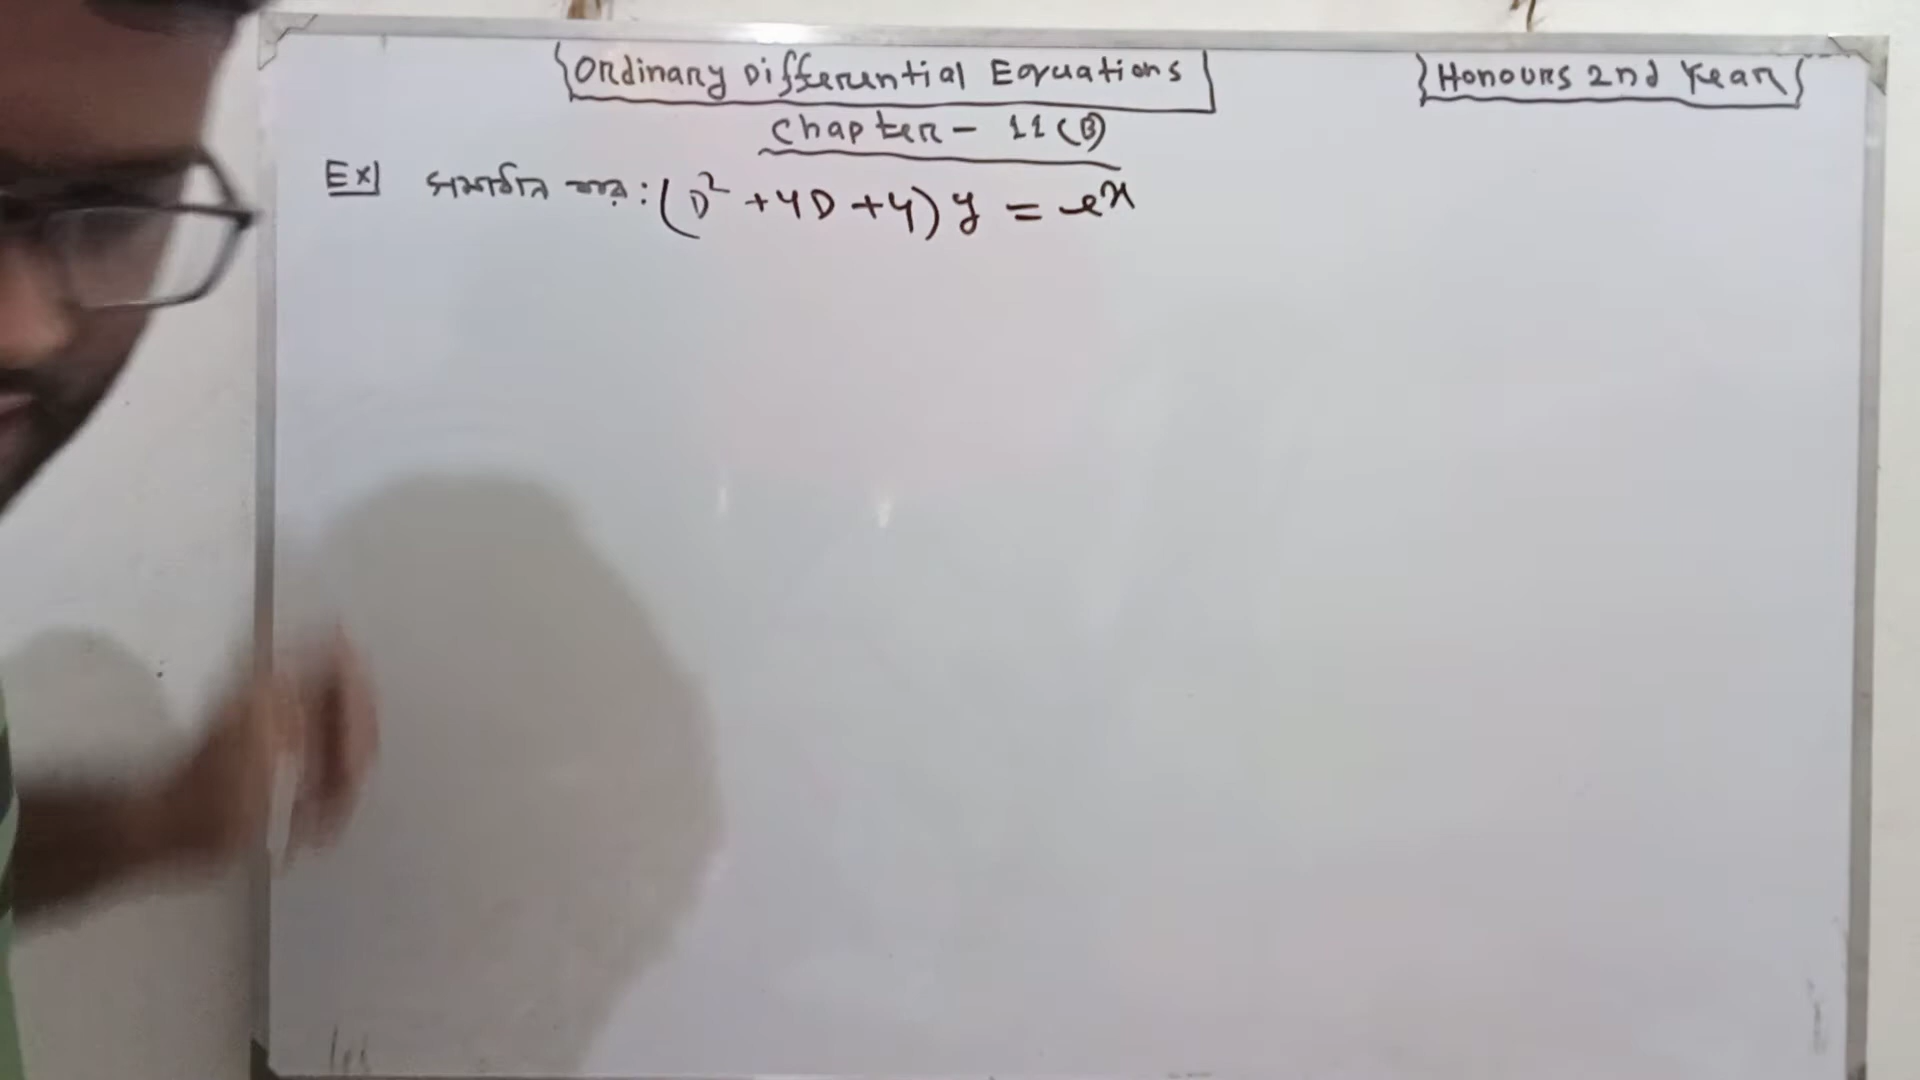 Ordinary Differential Equations
Honours 2nd Year
Chapter - 11(B)
Ex) সমাধান কর : (D² + 4D + 4) y = eˣ